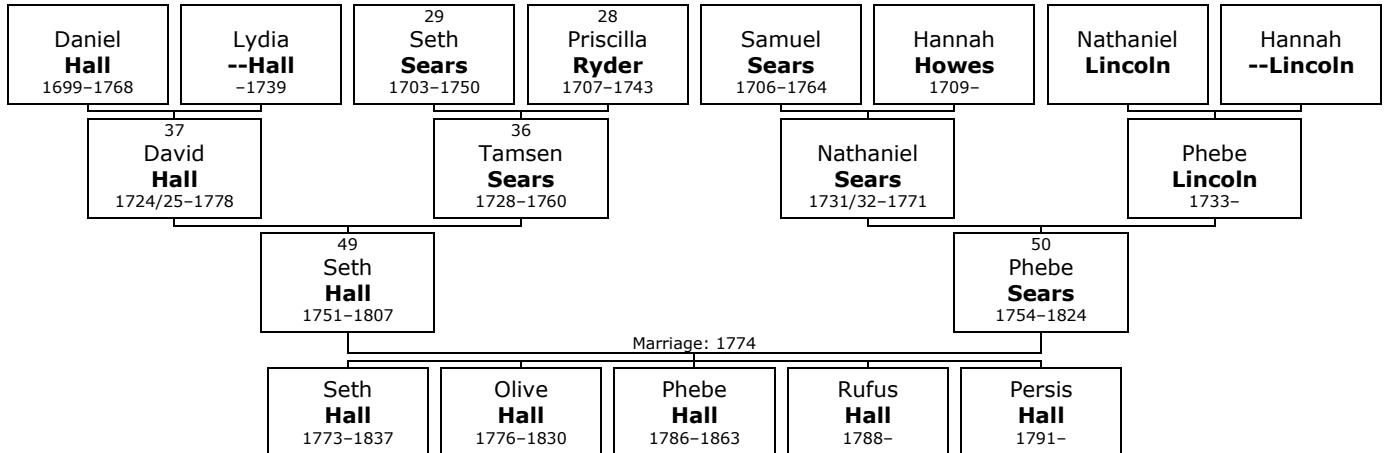 Daniel
Hall
1699–1768
Lydia
--Hall
–1739
29
Seth
Sears
1703–1750
28
Priscilla
Ryder
1707–1743
Samuel
Sears
1706–1764
Hannah
Howes
1709–
Nathaniel
Lincoln
Hannah
--Lincoln
37
David
Hall
1724/25–1778
36
Tamsen
Sears
1728–1760
Nathaniel
Sears
1731/32–1771
Phebe
Lincoln
1733–
49
Seth
Hall
1751–1807
50
Phebe
Sears
1754–1824
Marriage: 1774
Seth
Hall
1773–1837
Olive
Hall
1776–1830
Phebe
Hall
1786–1863
Rufus
Hall
1788–
Persis
Hall
1791–